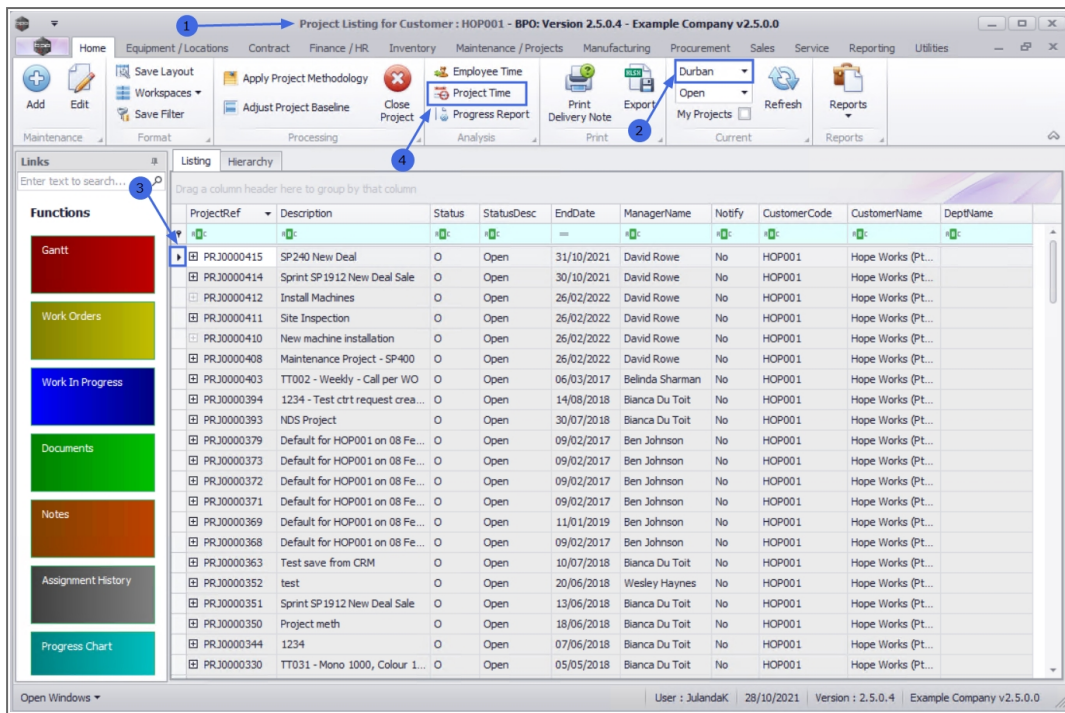 1
Project Listing for Customer : HOP001 - BPO: Version 2.5.0.4 - Example Company v2.5.0.0
Home Equipment / Locations Contract Finance / HR Inventory Maintenance / Projects Manufacturing Procurement Sales Service Reporting Utilities
Add
Edit
Maintenance
Save Layout
Workspaces
Save Filter
Format
Apply Project Methodology
Adjust Project Baseline
Close Project
Processing
Employee Time
Project Time
Progress Report
Analysis
4
Print Delivery Note
XLSX
Export
Print
Durban
Open
My Projects
2
Refresh
Current
Reports
Reports
Links
Enter text to search...
3
Functions
Gantt
Work Orders
Work In Progress
Documents
Notes
Assignment History
Progress Chart
Listing Hierarchy
Drag a column header here to group by that column
ProjectRef Description Status StatusDesc EndDate ManagerName Notify CustomerCode CustomerName DeptName
PRJ0000415 SP240 New Deal O Open 31/10/2021 David Rowe No HOP001 Hope Works (Pt...
PRJ0000414 Sprint SP1912 New Deal Sale O Open 30/10/2021 David Rowe No HOP001 Hope Works (Pt...
PRJ0000412 Install Machines O Open 26/02/2022 David Rowe No HOP001 Hope Works (Pt...
PRJ0000411 Site Inspection O Open 26/02/2022 David Rowe No HOP001 Hope Works (Pt...
PRJ0000410 New machine installation O Open 26/02/2022 David Rowe No HOP001 Hope Works (Pt...
PRJ0000408 Maintenance Project - SP400 O Open 26/02/2022 David Rowe No HOP001 Hope Works (Pt...
PRJ0000403 TT002 - Weekly - Call per WO O Open 06/03/2017 Belinda Sharman No HOP001 Hope Works (Pt...
PRJ0000394 1234 - Test ctrt request crea... O Open 14/08/2018 Bianca Du Toit No HOP001 Hope Works (Pt...
PRJ0000393 NDS Project O Open 30/07/2018 Bianca Du Toit No HOP001 Hope Works (Pt...
PRJ0000379 Default for HOP001 on 08 Fe... O Open 09/02/2017 Ben Johnson No HOP001 Hope Works (Pt...
PRJ0000373 Default for HOP001 on 08 Fe... O Open 09/02/2017 Ben Johnson No HOP001 Hope Works (Pt...
PRJ0000372 Default for HOP001 on 08 Fe... O Open 09/02/2017 Ben Johnson No HOP001 Hope Works (Pt...
PRJ0000371 Default for HOP001 on 08 Fe... O Open 09/02/2017 Ben Johnson No HOP001 Hope Works (Pt...
PRJ0000369 Default for HOP001 on 08 Fe... O Open 11/01/2019 Ben Johnson No HOP001 Hope Works (Pt...
PRJ0000368 Default for HOP001 on 08 Fe... O Open 09/02/2017 Ben Johnson No HOP001 Hope Works (Pt...
PRJ0000363 Test save from CRM O Open 10/07/2018 Bianca Du Toit No HOP001 Hope Works (Pt...
PRJ0000352 test O Open 20/06/2018 Wesley Haynes No HOP001 Hope Works (Pt...
PRJ0000351 Sprint SP1912 New Deal Sale O Open 13/06/2018 Bianca Du Toit No HOP001 Hope Works (Pt...
PRJ0000350 Project meth O Open 18/06/2018 Bianca Du Toit No HOP001 Hope Works (Pt...
PRJ0000344 1234 O Open 07/06/2018 Bianca Du Toit No HOP001 Hope Works (Pt...
PRJ0000330 TT031 - Mono 1000, Colour 1... O Open 05/05/2018 Bianca Du Toit No HOP001 Hope Works (Pt...
Open Windows User : JulandaK 28/10/2021 Version : 2.5.0.4 Example Company v2.5.0.0